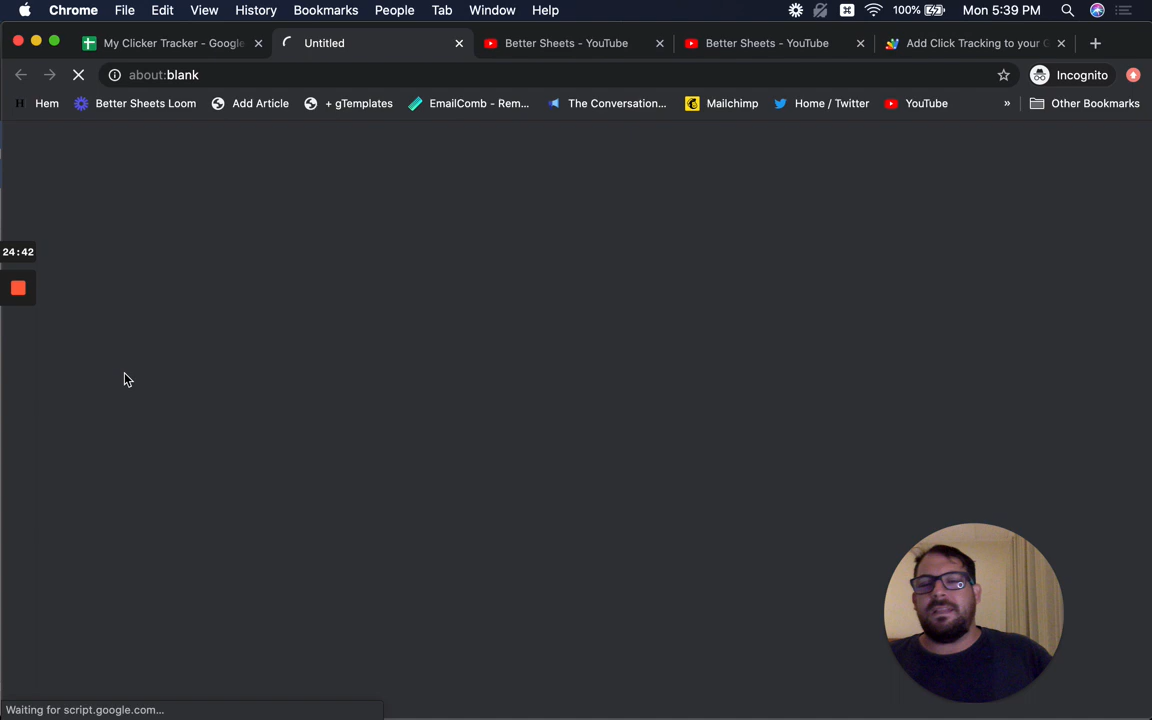 Chrome File Edit View History Bookmarks People Tab Window Help 100% Mon 5:39 PM
My Clicker Tracker - Google Untitled Better Sheets - YouTube Better Sheets - YouTube Add Click Tracking to your G
about:blank Incognito
H Hem Better Sheets Loom Add Article + gTemplates EmailComb - Rem... The Conversation... Mailchimp Home / Twitter YouTube » Other Bookmarks
24:42
Waiting for script.google.com...